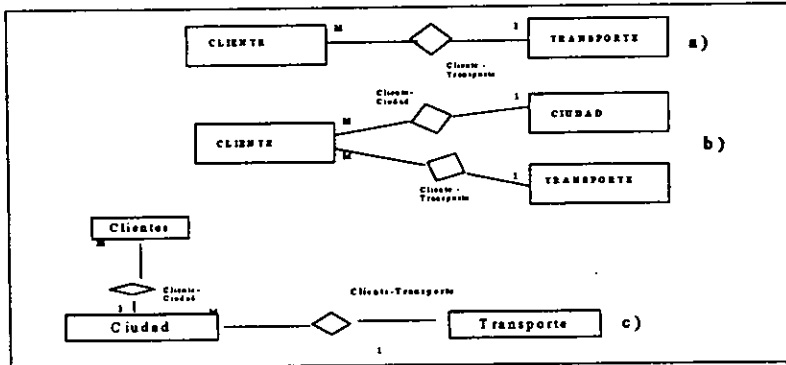 M
1
CLIENTE
TRANSPORTE
a)
Cliente-
Transporte
Cliente-
Ciudad
M
1
CIUDAD
CLIENTE
b)
M
1
TRANSPORTE
Cliente-
Transporte
Clientes
M
Cliente-
Ciudad
Cliente-Transporte
1
M
Ciudad
Transporte
c)
1